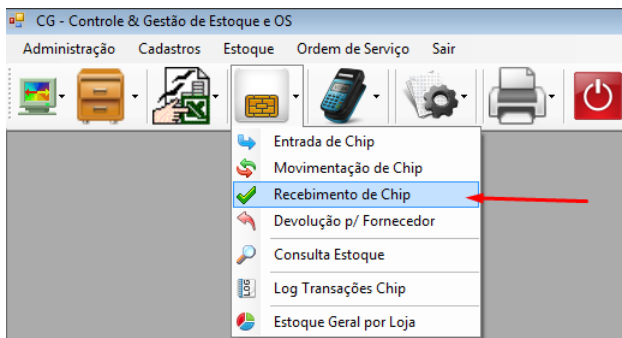 CG - Controle & Gestão de Estoque e OS
Administração Cadastros Estoque Ordem de Serviço Sair
Entrada de Chip
Movimentação de Chip
Recebimento de Chip
Devolução p/ Fornecedor
Consulta Estoque
LOG
Log Transações Chip
Estoque Geral por Loja